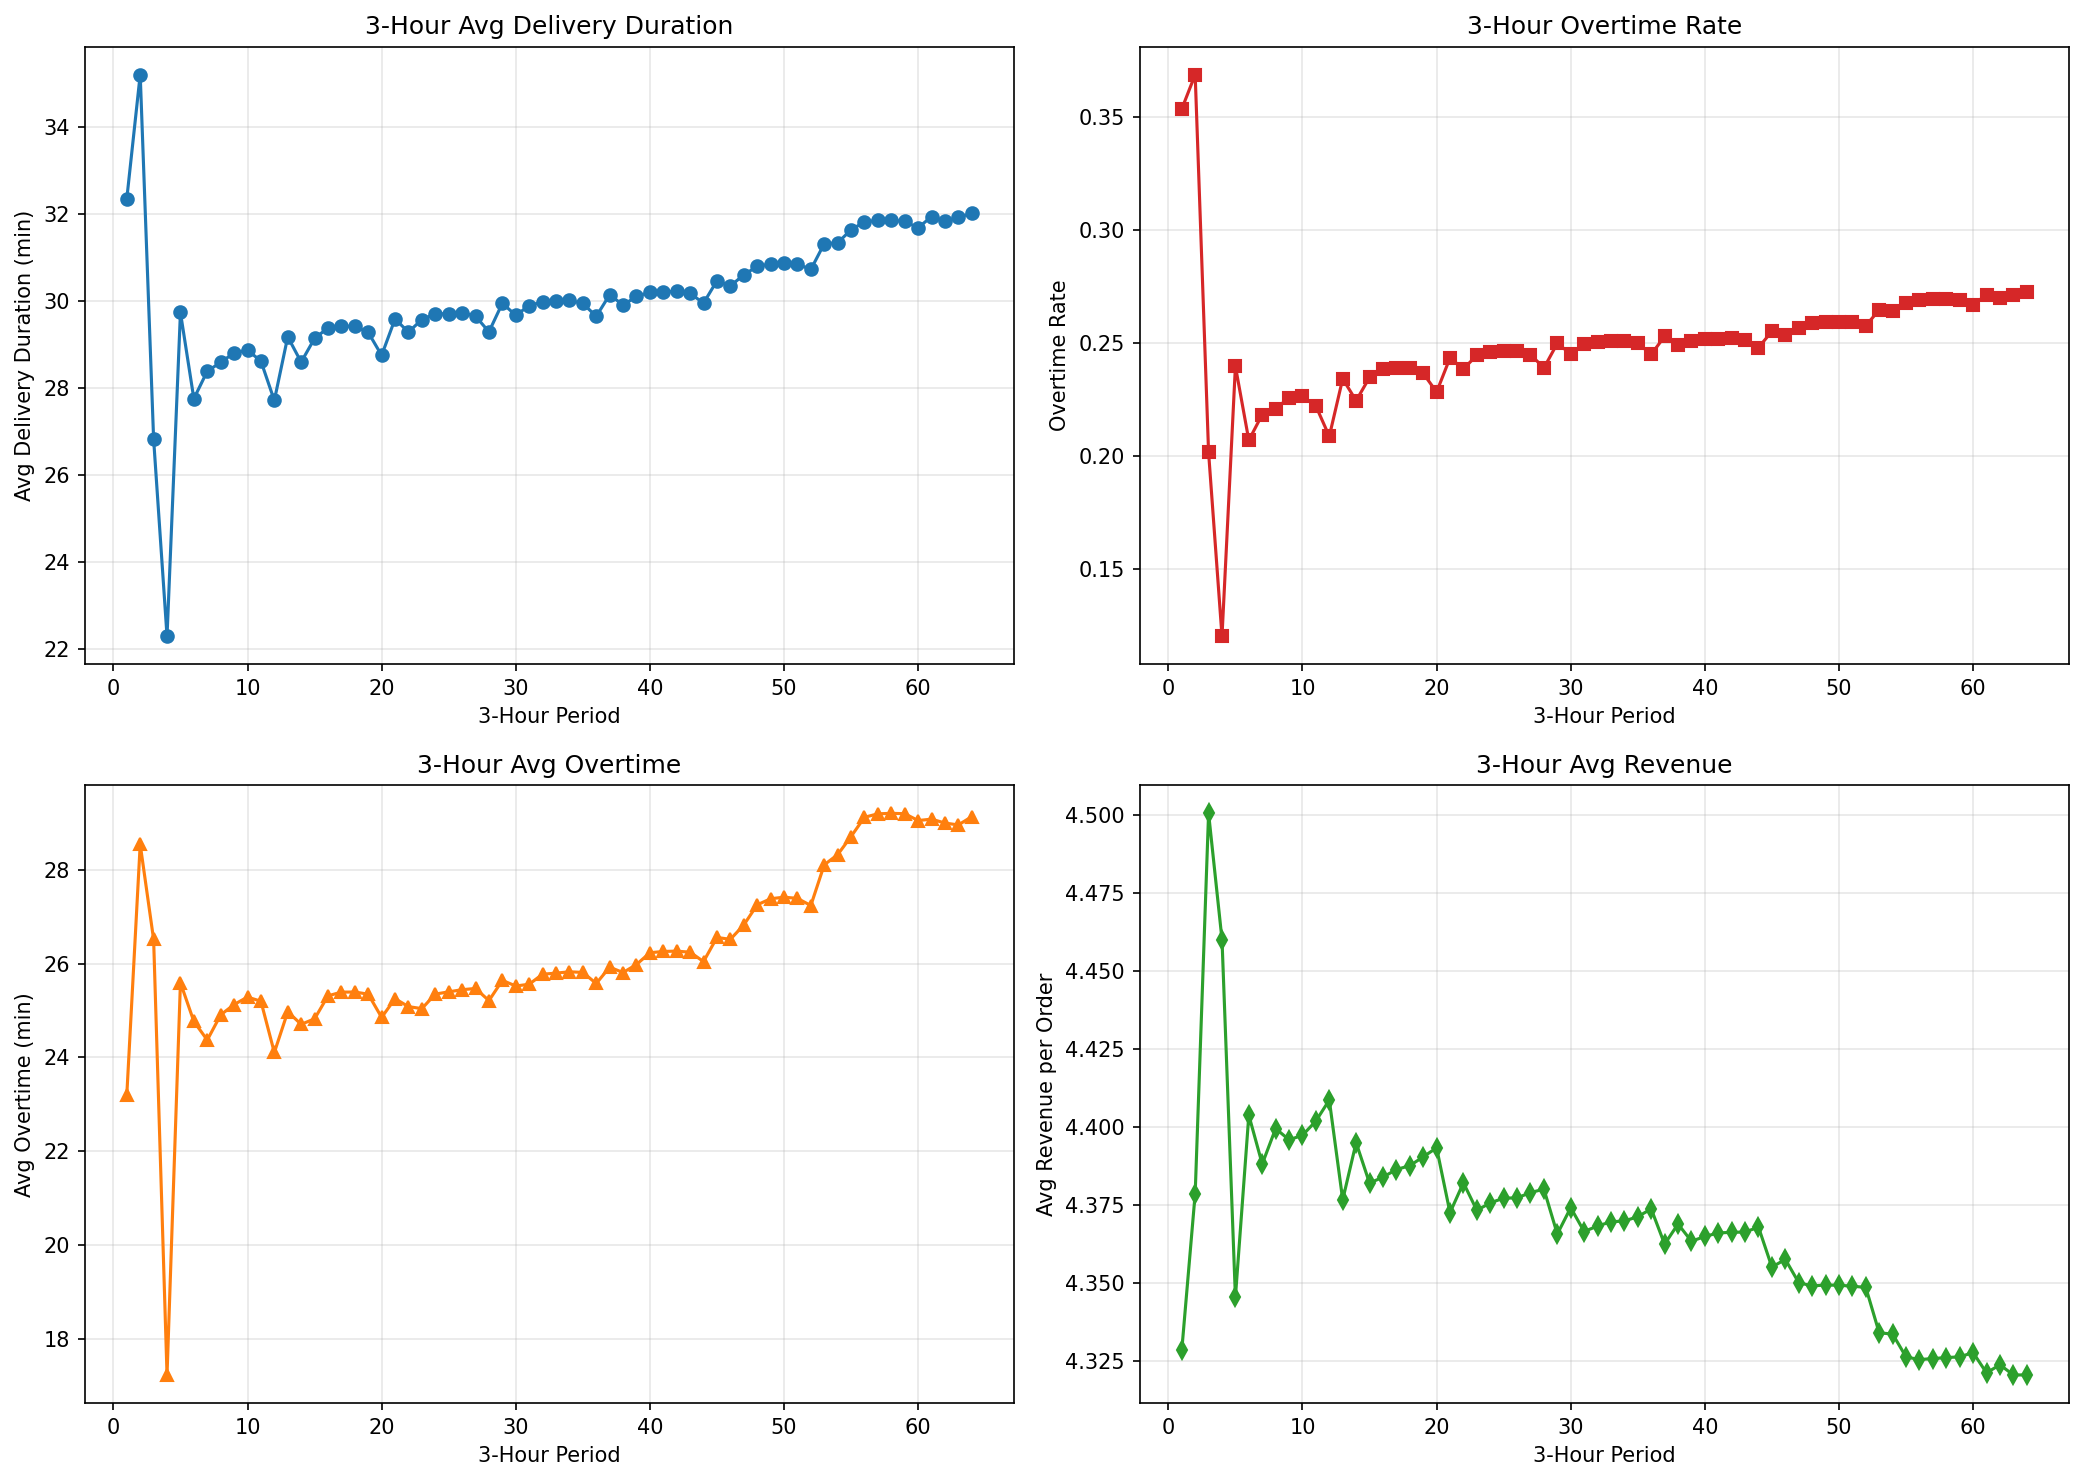 3-Hour Avg Delivery Duration
Avg Delivery Duration (min)
34
32
30
28
26
24
22
0 10 20 30 40 50 60
3-Hour Period
3-Hour Overtime Rate
Overtime Rate
0.35
0.30
0.25
0.20
0.15
0 10 20 30 40 50 60
3-Hour Period
3-Hour Avg Overtime
Avg Overtime (min)
28
26
24
22
20
18
0 10 20 30 40 50 60
3-Hour Period
3-Hour Avg Revenue
Avg Revenue per Order
4.500
4.475
4.450
4.425
4.400
4.375
4.350
4.325
0 10 20 30 40 50 60
3-Hour Period